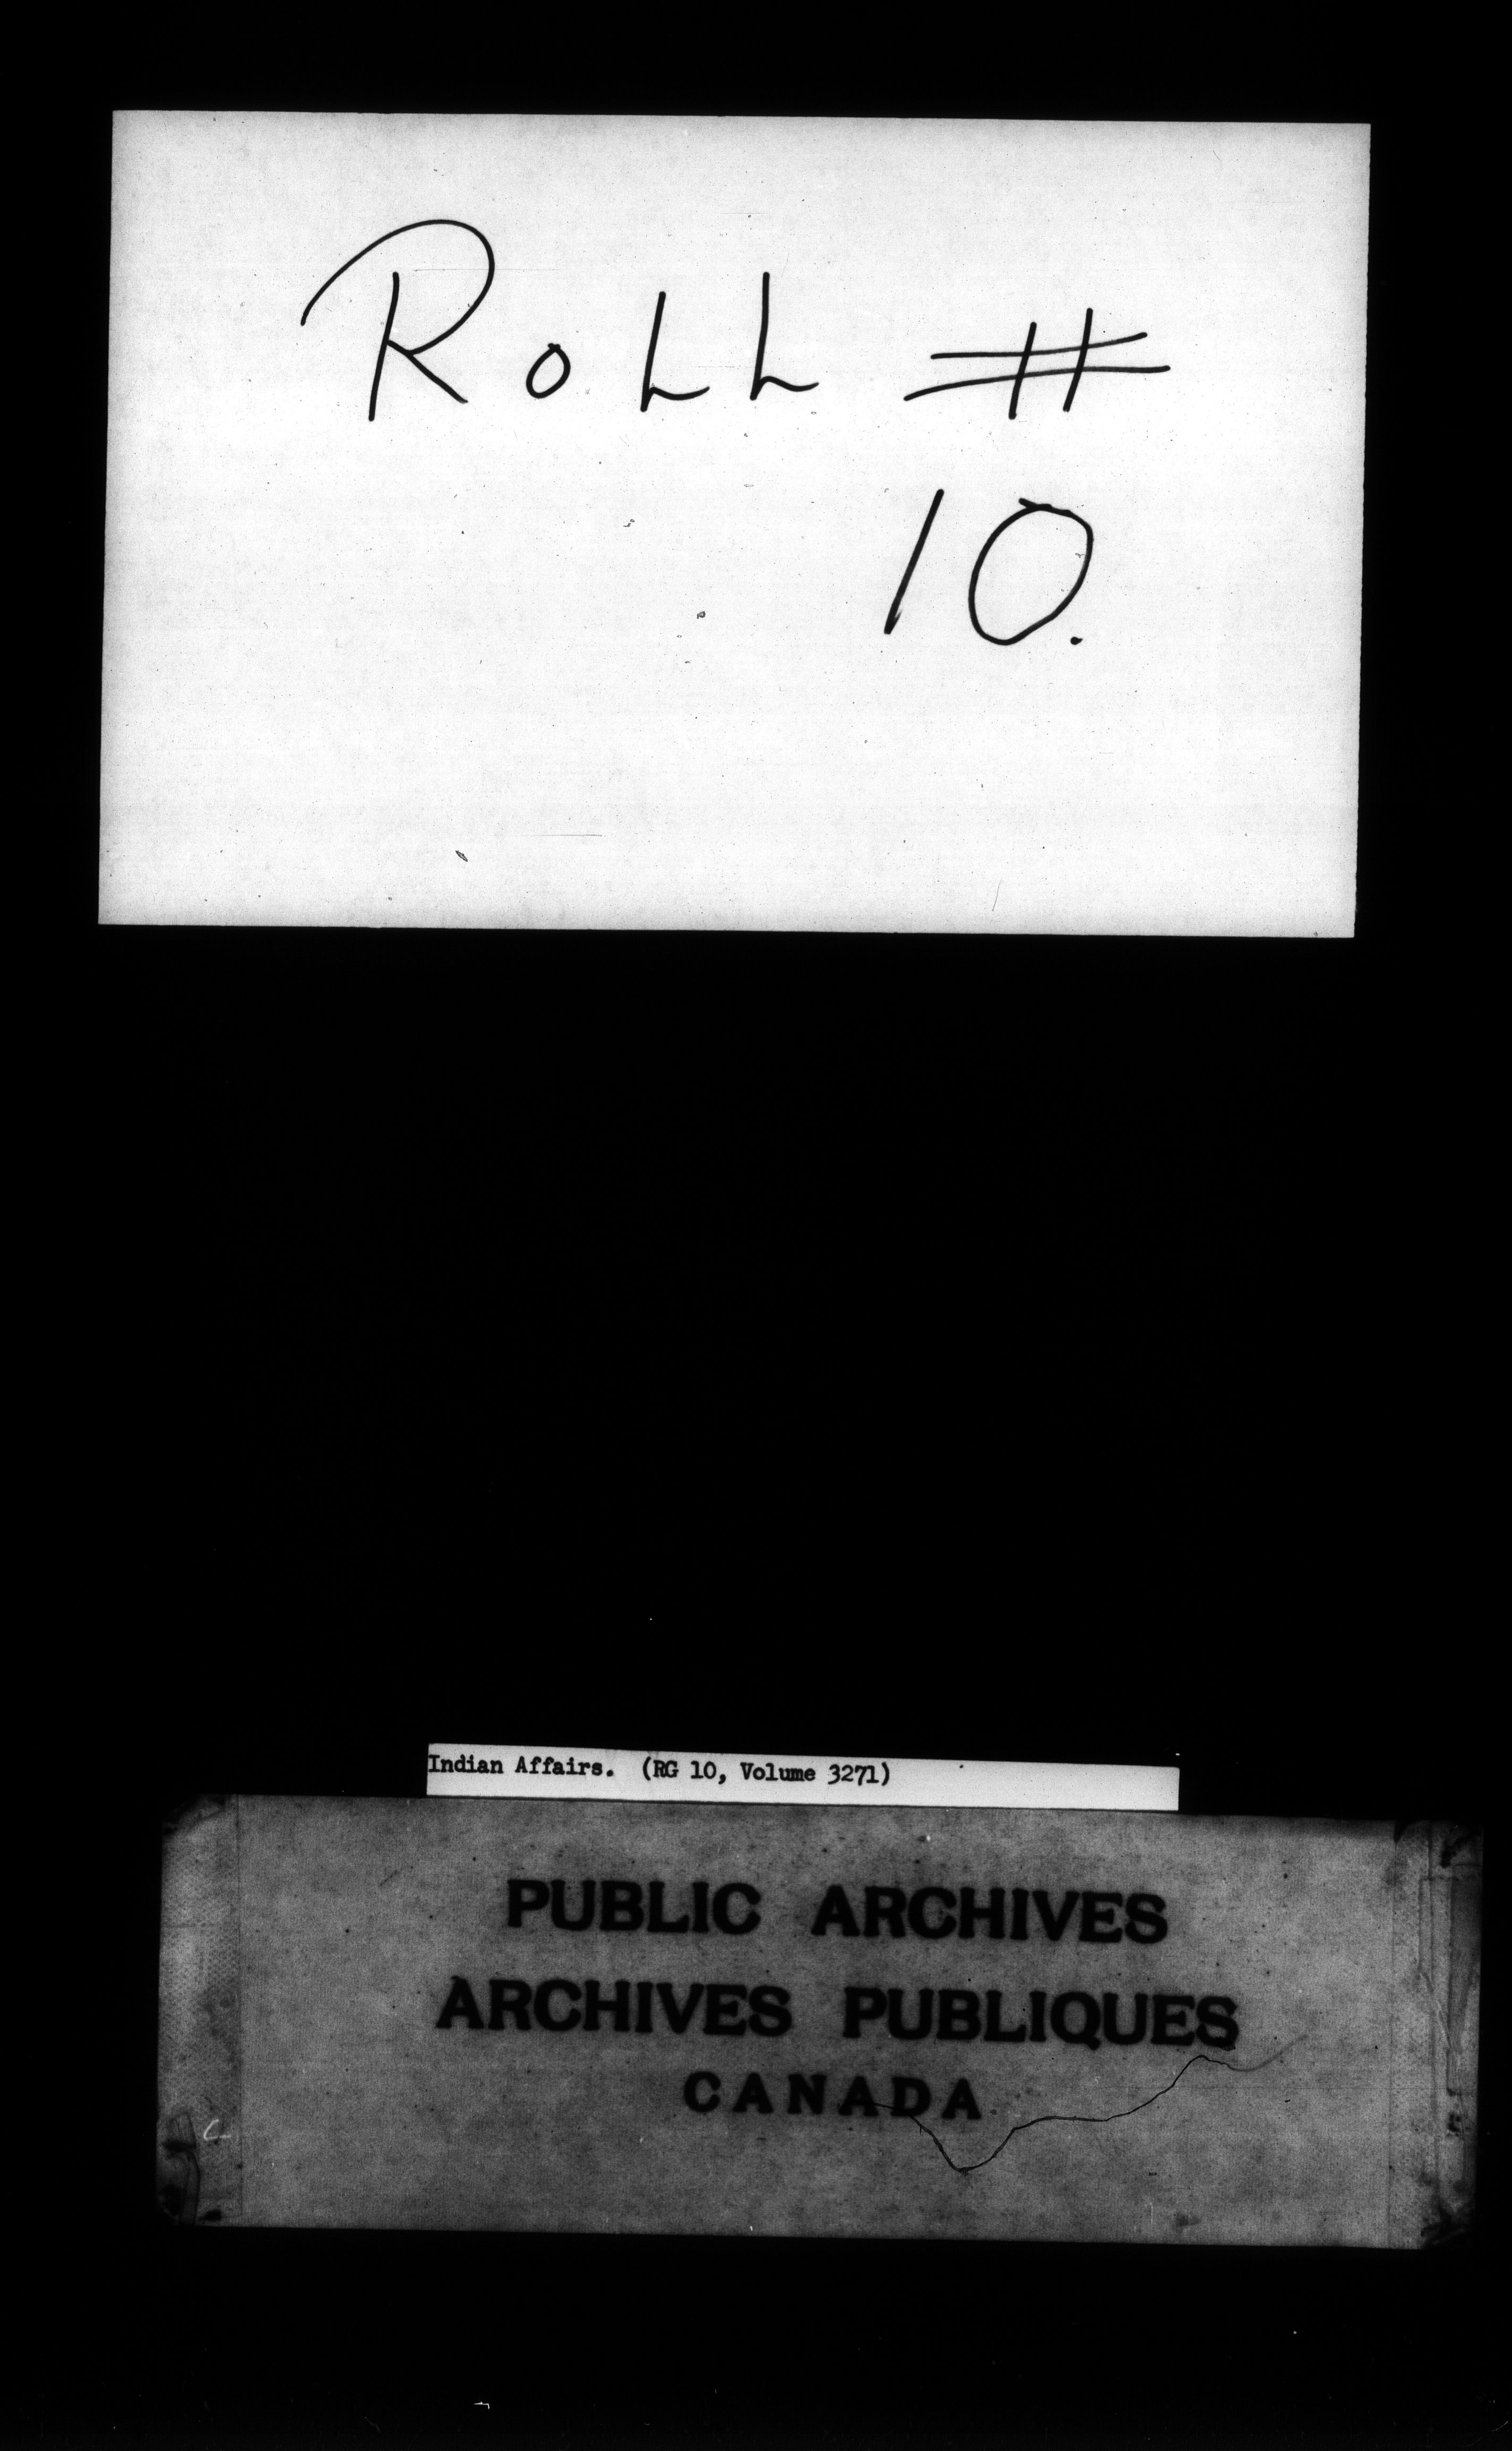 RoLL #
10.
Indian Affairs. (RG 10, Volume 3271)
PUBLIC ARCHIVES
ARCHIVES PUBLIQUES
CANADA